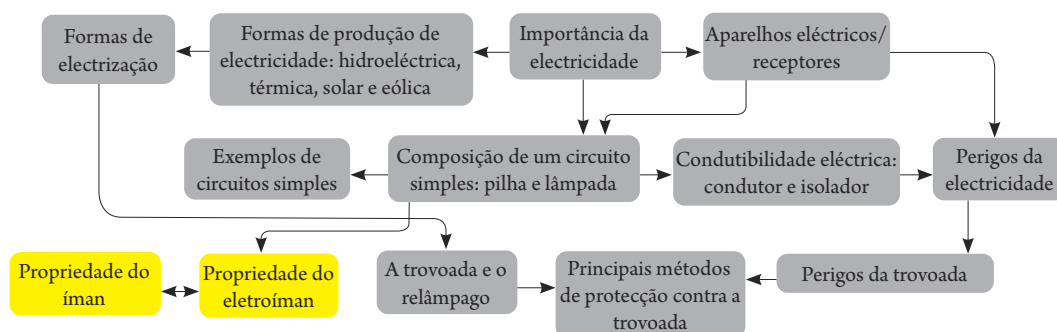 Formas de
electrização
Formas de produção de
electricidade: hidroeléctrica,
térmica, solar e eólica
Importância da
electricidade
Aparelhos eléctricos/
receptores
Exemplos de
circuitos simples
Composição de um circuito
simples: pilha e lâmpada
Condutibilidade eléctrica:
condutor e isolador
Perigos da
electricidade
Propriedade do
íman
Propriedade do
eletroíman
A trovoada e o
relâmpago
Principais métodos
de protecção contra a
trovoada
Perigos da trovoada